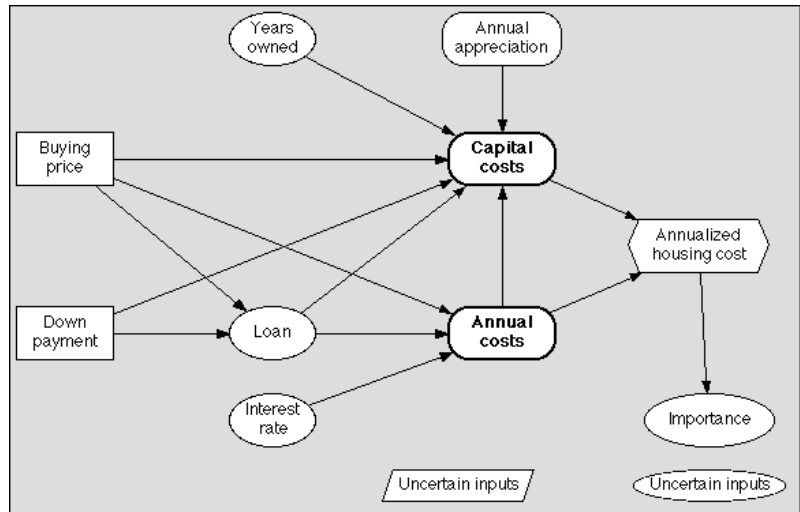 Years
owned
Annual
appreciation
Buying
price
Capital
costs
Annualized
housing cost
Down
payment
Loan
Annual
costs
Interest
rate
Importance
Uncertain inputs
Uncertain inputs